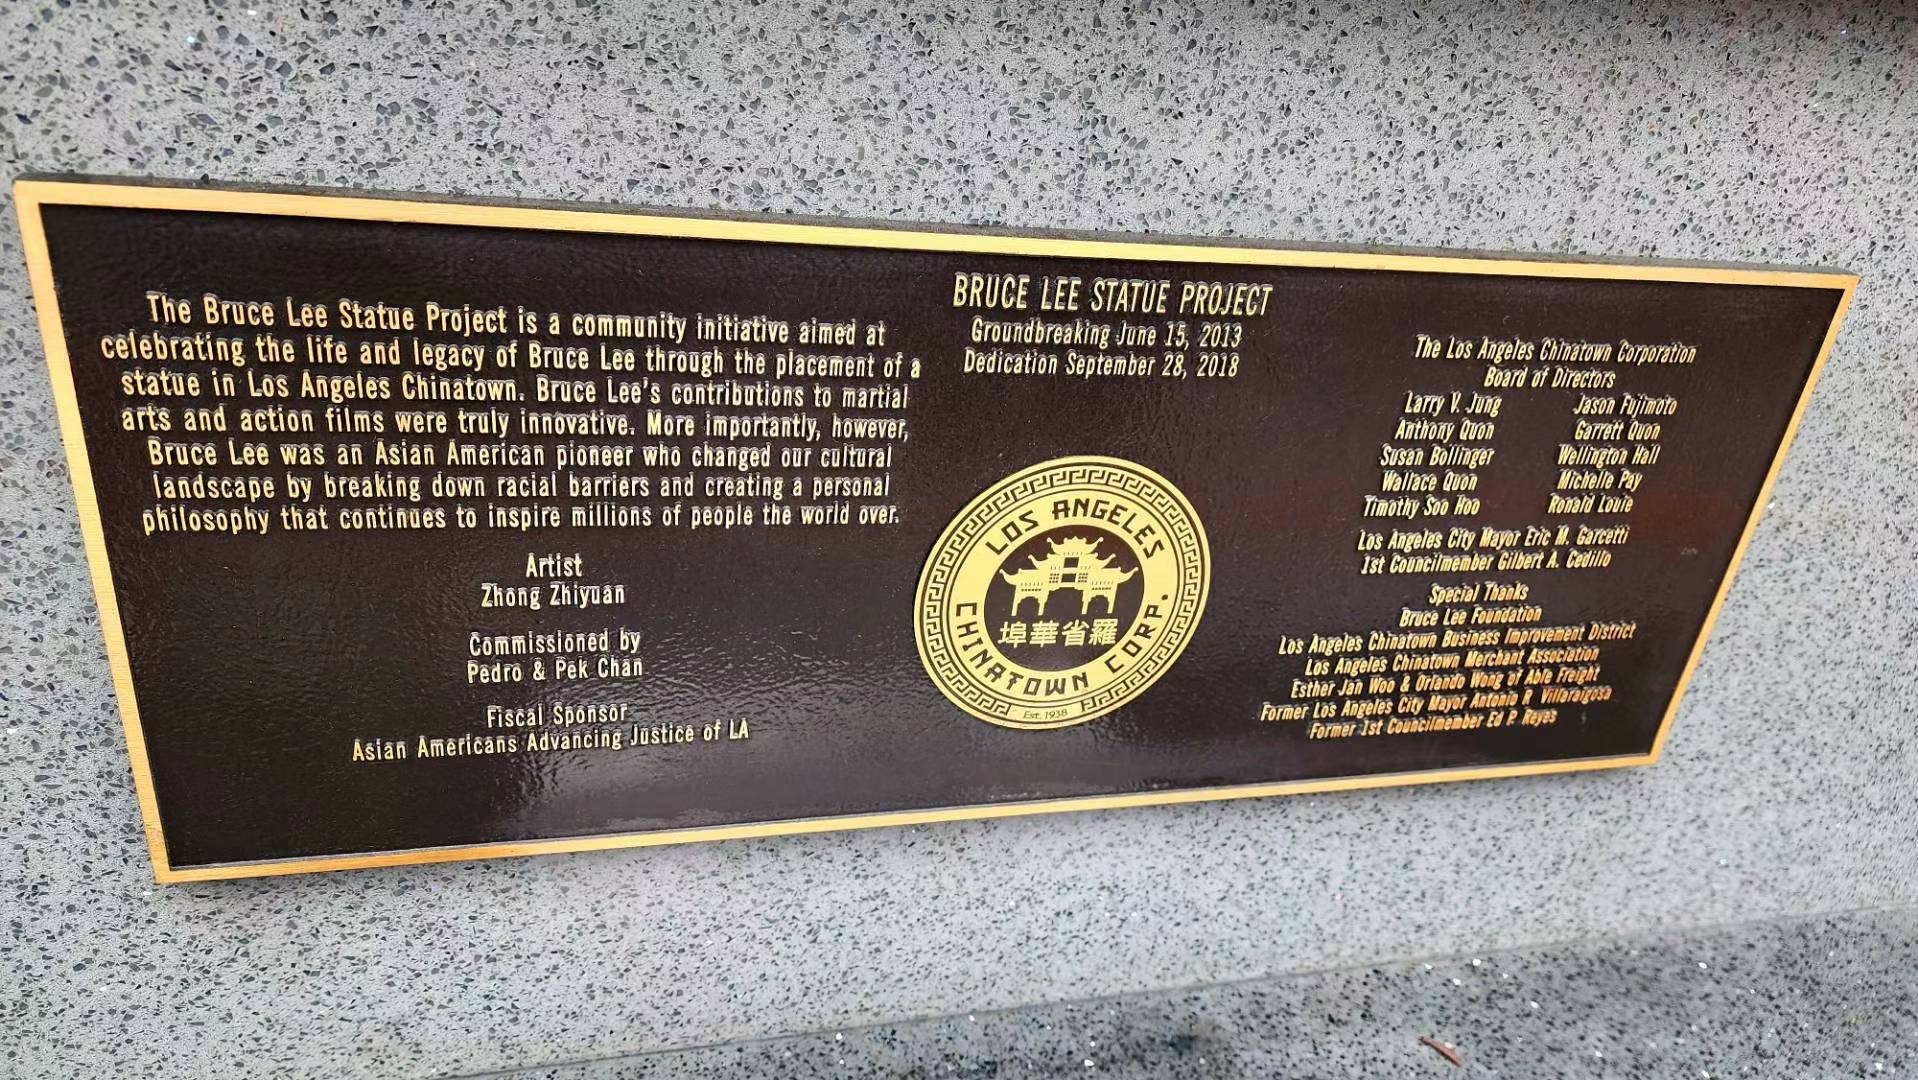 The Bruce Lee Statue Project is a community initiative aimed at
celebrating the life and legacy of Bruce Lee through the placement of a
statue in Los Angeles Chinatown. Bruce Lee's contributions to martial
arts and action films were truly innovative. More importantly, however,
Bruce Lee was an Asian American pioneer who changed our cultural
landscape by breaking down racial barriers and creating a personal
philosophy that continues to inspire millions of people the world over.
Artist
Zhong Zhiyuan
Commissioned by
Pedro & Pek Chan
Fiscal Sponsor
Asian Americans Advancing Justice of LA
BRUCE LEE STATUE PROJECT
Groundbreaking June 15, 2013
Dedication September 28, 2018
LOS ANGELES
埠華省羅
CHINATOWN CORP.
Est. 1938
The Los Angeles Chinatown Corporation
Board of Directors
Larry V. Jung Jason Fujimoto
Anthony Quon Garrett Quon
Susan Bollinger Wellington Hall
Wallace Quon Michelle Pay
Timothy Soo Hoo Ronald Louie
Los Angeles City Mayor Eric M. Garcetti
1st Councilmember Gilbert A. Cedillo
Special Thanks
Bruce Lee Foundation
Los Angeles Chinatown Business Improvement District
Los Angeles Chinatown Merchant Association
Esther Jan Woo & Orlando Wong of Able Freight
Former Los Angeles City Mayor Antonio R Villaraigosa
Former 1st Councilmember Ed P. Reyes